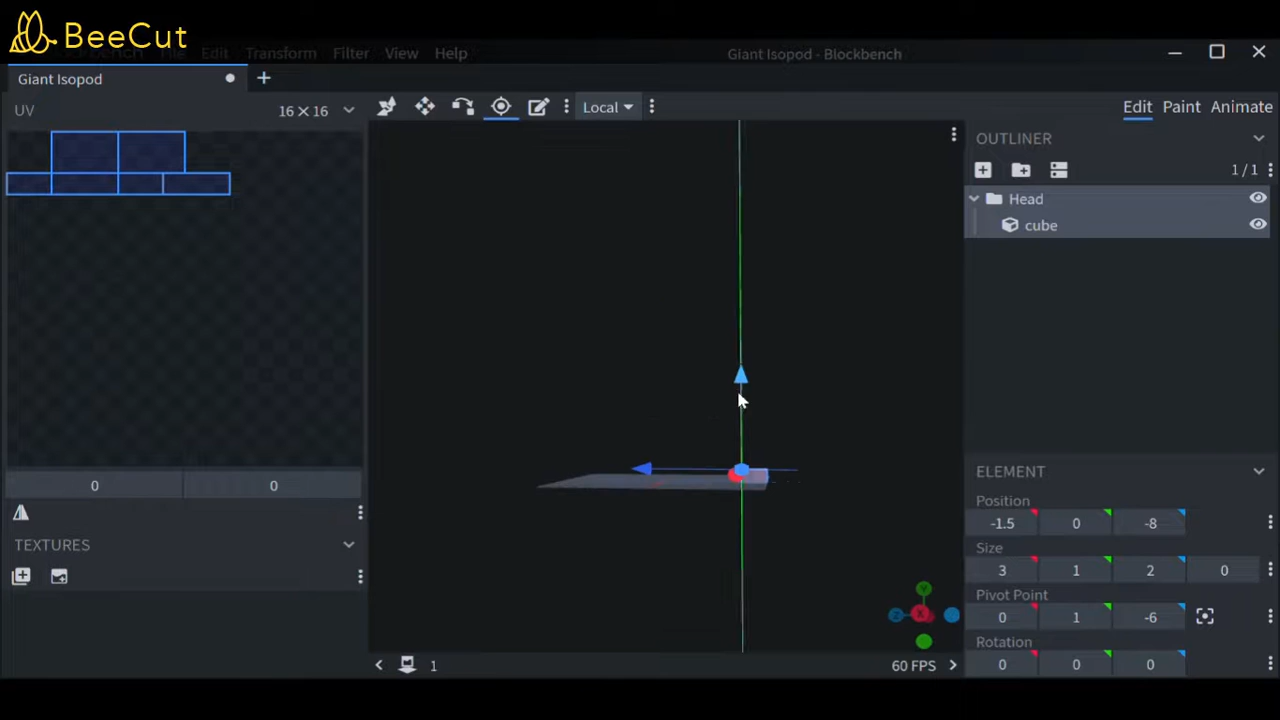 BeeCut
File Edit Transform Filter View Help
Giant Isopod - Blockbench
Giant Isopod
UV
16 × 16
Local
Edit Paint Animate
OUTLINER
1 / 1
Head
cube
0 0
TEXTURES
ELEMENT
Position
-1.5 0 -8
Size
3 1 2 0
Pivot Point
0 1 -6
Rotation
0 0 0
Y
Z X
1
60 FPS